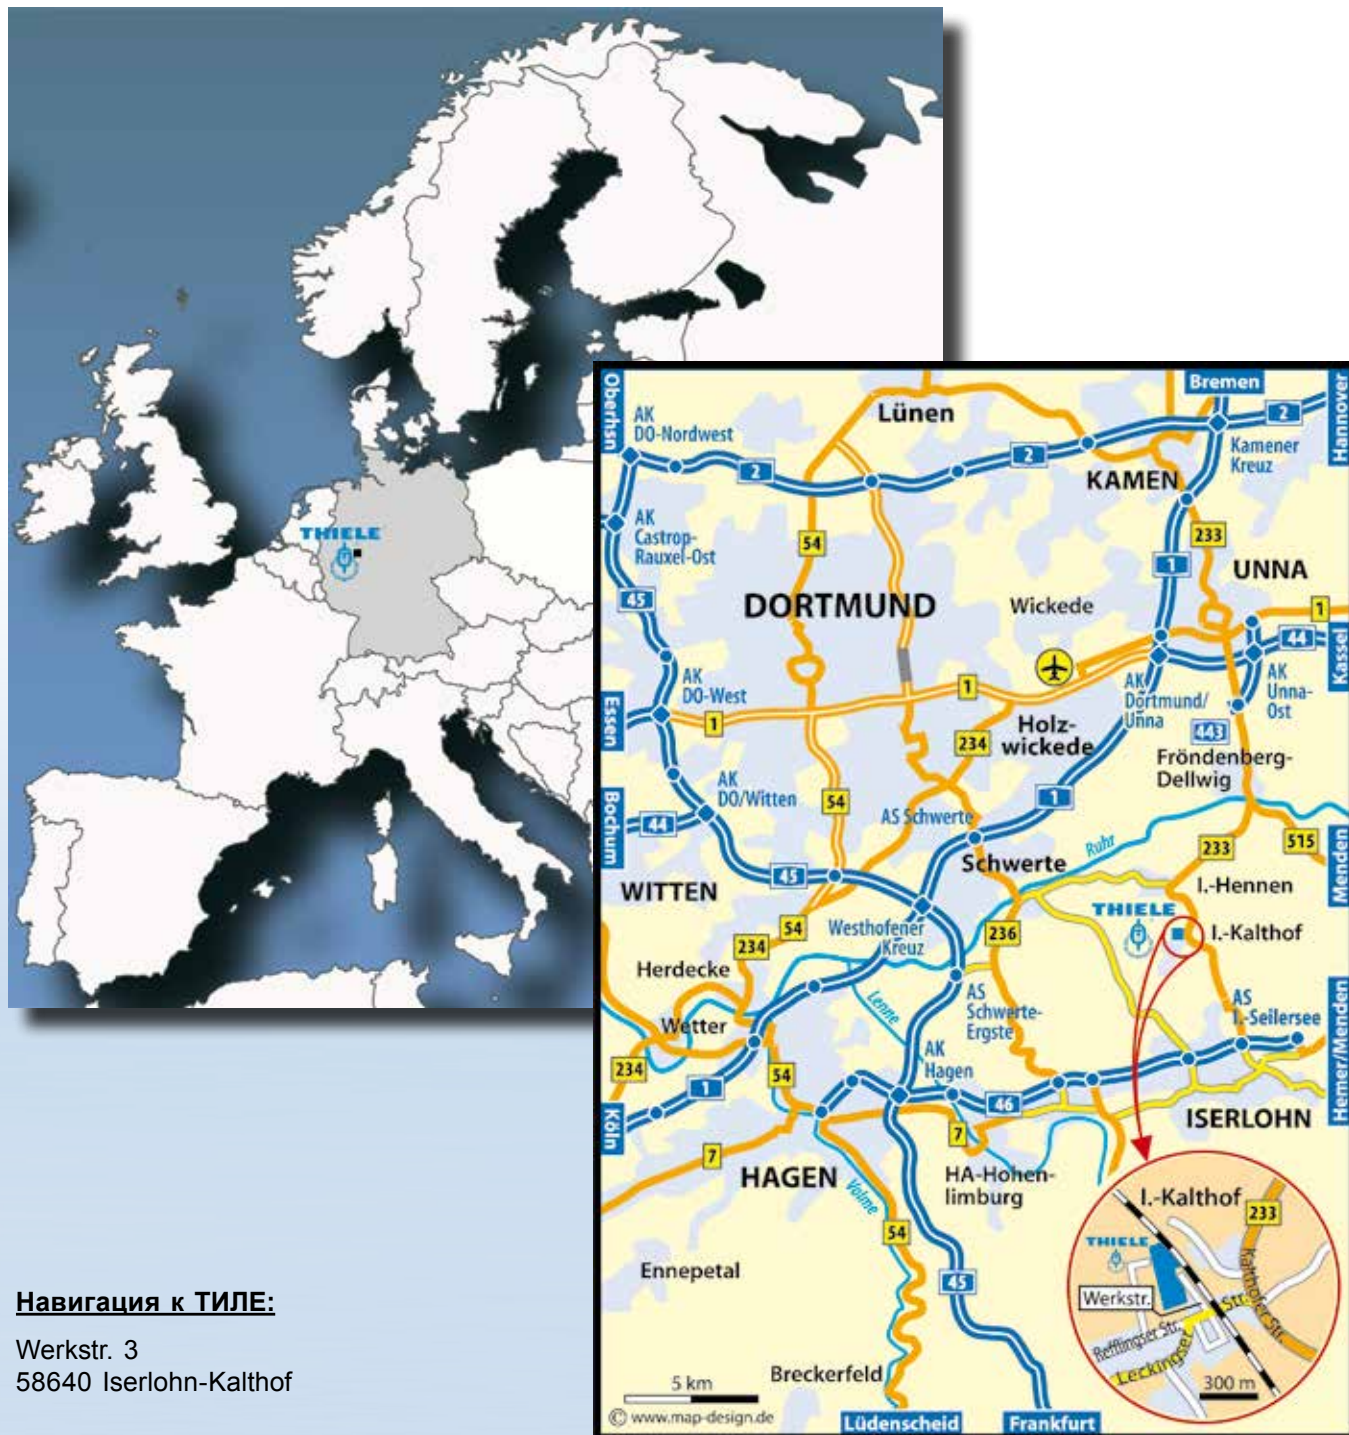 THIELE
Oberhsn
Bremen
Hannover
2
AK
DO-Nordwest
Lünen
Kamener
Kreuz
2
2
KAMEN
AK
Castrop-
Rauxel-Ost
54
233
1
UNNA
45
DORTMUND
Wickede
1
44
Kassel
AK
DO-West
1
AK
Dortmund/
Unna
AK
Unna-
Ost
Essen
1
Holz-
wickede
234
443
Fröndenberg-
Dellwig
AK
DO/Witten
54
1
Bochum
44
AS Schwerte
Ruhr
233
515
Menden
45
Schwerte
WITTEN
I.-Hennen
THIELE
54
Westhofener
Kreuz
236
I.-Kalthof
234
Herdecke
Lenne
AS
Schwerte-
Ergste
AS
I.-Seilersee
Wetter
AK
Hagen
Hemer/Menden
234
54
1
46
Köln
ISERLOHN
7
7
HAGEN
HA-Hohen-
limburg
Volme
I.-Kalthof
233
54
THIELE
Ennepetal
45
Werkstr.
Kalthofer Str.
Refflingser Str.
Leckingser Str.
Breckerfeld
5 km
300 m
© www.map-design.de
Lüdenscheid
Frankfurt
Навигация к ТИЛЕ:
Werkstr. 3
58640 Iserlohn-Kalthof